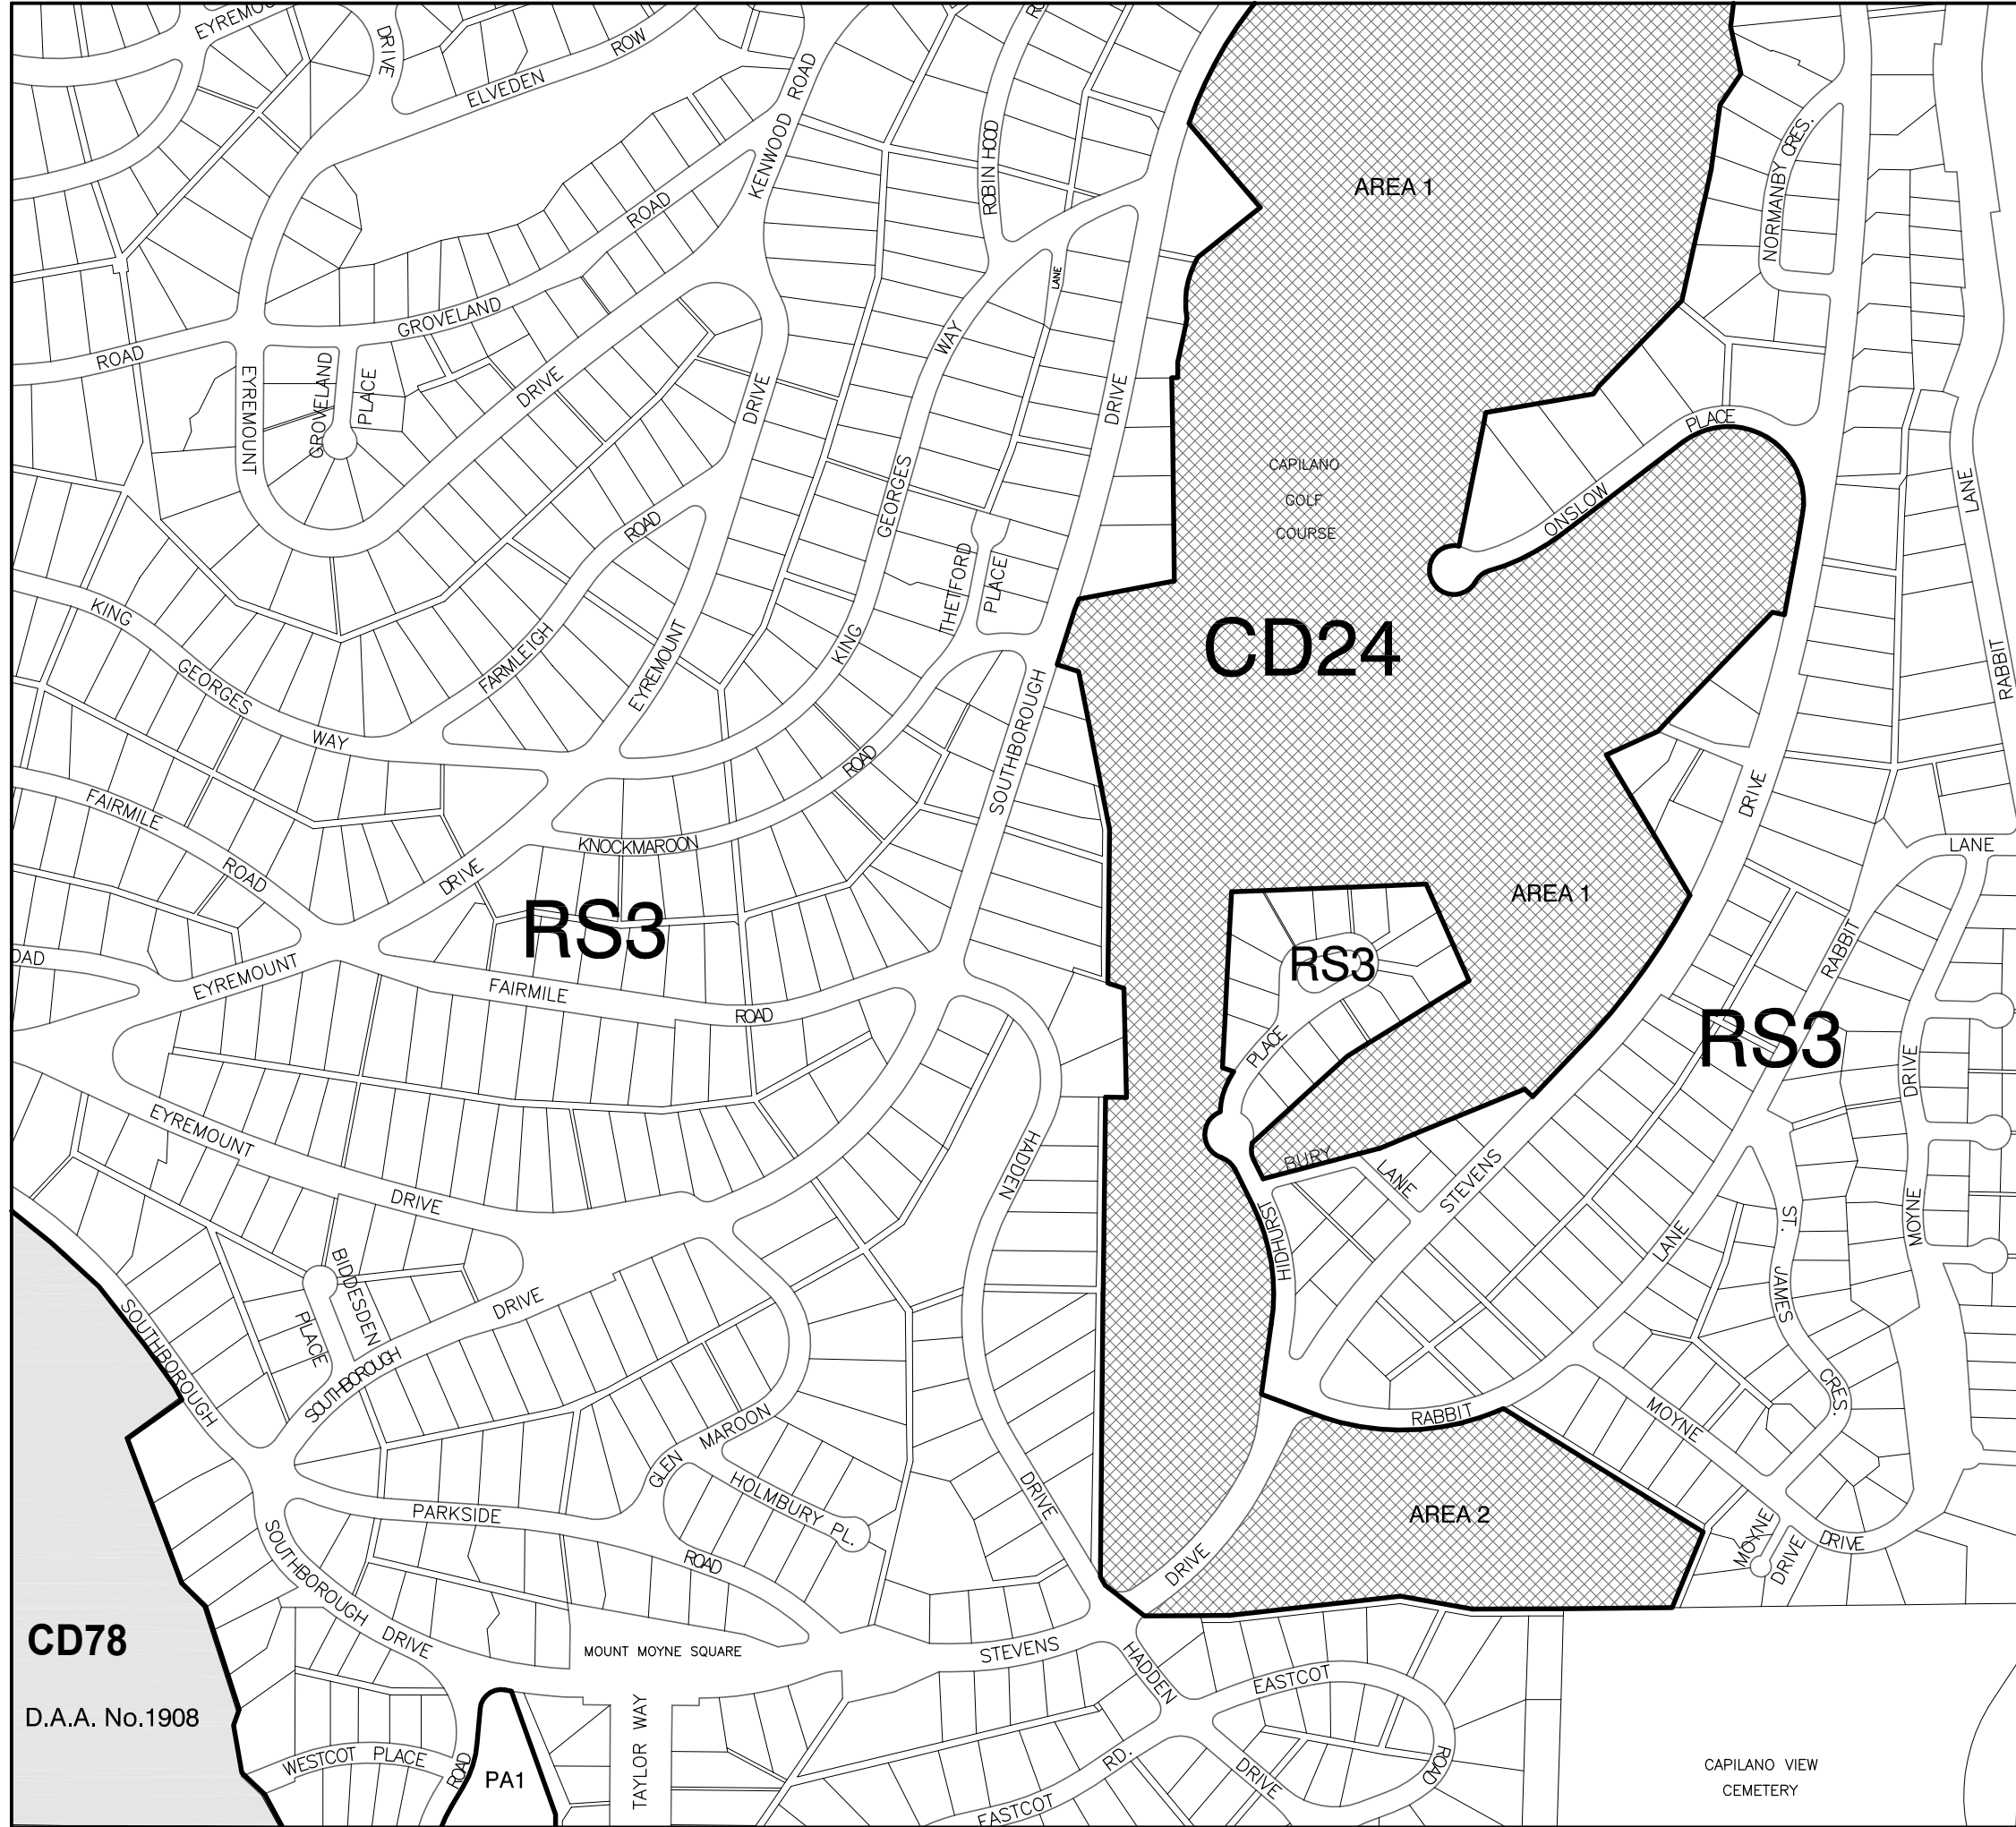 EYREMOU
DRIVE
ELVEDEN
ROW
KENWOOD
ROAD
ROBIN HOOD
AREA 1
NORMANBY CRES.
ROAD
LANE
GROVELAND
ROAD
EYREMOUNT
GROVELAND
PLACE
DRIVE
DRIVE
WAY
DRIVE
PLACE
ONSLOW
CAPILANO
GOLF
COURSE
LANE
GEORGES
ROAD
THETFORD
PLACE
KING
GEORGES
WAY
FARMLEIGH
EYREMOUNT
KING
CD24
RABBIT
SOUTHBOROUGH
ROAD
FAIRMILE
ROAD
DRIVE
KNOCKMAROON
DRIVE
LANE
RS3
AREA 1
OAD
EYREMOUNT
FAIRMILE
ROAD
RS3
RABBIT
PLACE
RS3
DRIVE
EYREMOUNT
DRIVE
HADDEN
BURY
LANE
STEVENS
HIDHURST
LANE
ST.
JAMES
CRES.
MOYNE
BIDDESDEN
PLACE
SOUTHBOROUGH
SOUTHBOROUGH
DRIVE
GLEN
MAROON
HOLMBURY PL.
DRIVE
RABBIT
MOYNE
PARKSIDE
ROAD
AREA 2
DRIVE
MOYNE
DRIVE
DRIVE
SOUTHBOROUGH
DRIVE
CD78
D.A.A. No.1908
MOUNT MOYNE SQUARE
STEVENS
HADDEN
EASTCOT
ROAD
DRIVE
WESTCOT PLACE
ROAD
PA1
TAYLOR WAY
EASTCOT
RD.
CAPILANO VIEW
CEMETERY